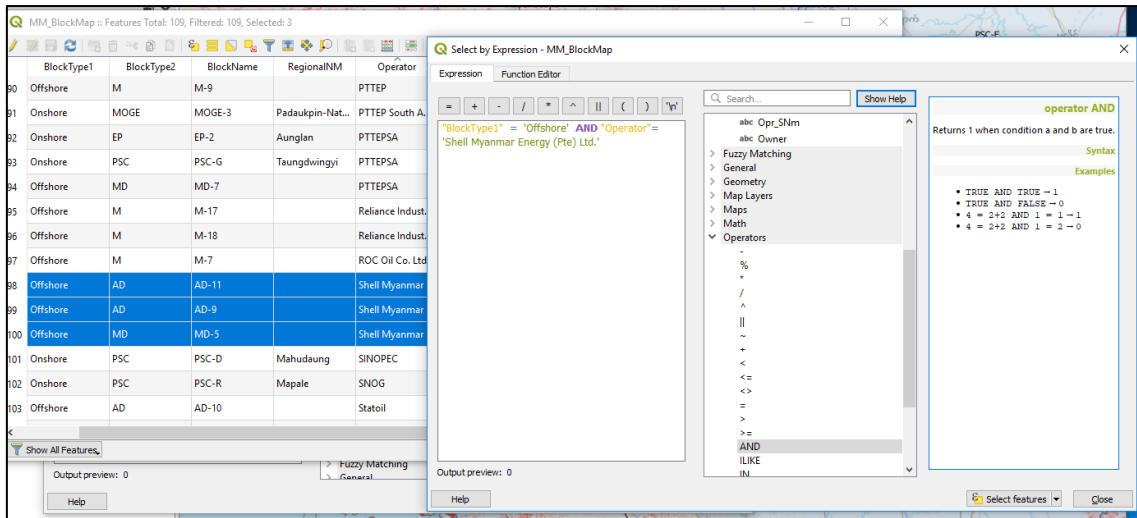 MM_BlockMap :: Features Total: 109, Filtered: 109, Selected: 3
BlockType1 BlockType2 BlockName RegionalNM Operator
90 Offshore M M-9 PTTEP
91 Onshore MOGE MOGE-3 Padaukpin-Nat... PTTEP South A.
92 Onshore EP EP-2 Aunglan PTTEPSA
93 Onshore PSC PSC-G Taungdwingyi PTTEPSA
94 Offshore MD MD-7 PTTEPSA
95 Offshore M M-17 Reliance Indust.
96 Offshore M M-18 Reliance Indust.
97 Offshore M M-7 ROC Oil Co. Ltd
98 Offshore AD AD-11 Shell Myanmar
99 Offshore AD AD-9 Shell Myanmar
100 Offshore MD MD-5 Shell Myanmar
101 Onshore PSC PSC-D Mahudaung SINOPEC
102 Onshore PSC PSC-R Mapale SNOG
103 Offshore AD AD-10 Statoil
Show All Features
Output preview: 0
Fuzzy Matching
General
Help
PSC-F
Select by Expression - MM_BlockMap
Expression Function Editor
= + - / * ^ || ( ) '\n'
"BlockType1" = 'Offshore' AND "Operator"=
'Shell Myanmar Energy (Pte) Ltd.'
Output preview: 0
Help
Search... Show Help
abc Opr_SNm
abc Owner
Fuzzy Matching
General
Geometry
Map Layers
Maps
Math
Operators
-
%
*
/
^
||
~
+
<
<=
<>
=
>
>=
AND
ILIKE
IN
operator AND
Returns 1 when condition a and b are true.
Syntax
Examples
• TRUE AND TRUE → 1
• TRUE AND FALSE → 0
• 4 = 2+2 AND 1 = 1 → 1
• 4 = 2+2 AND 1 = 2 → 0
Select features Close